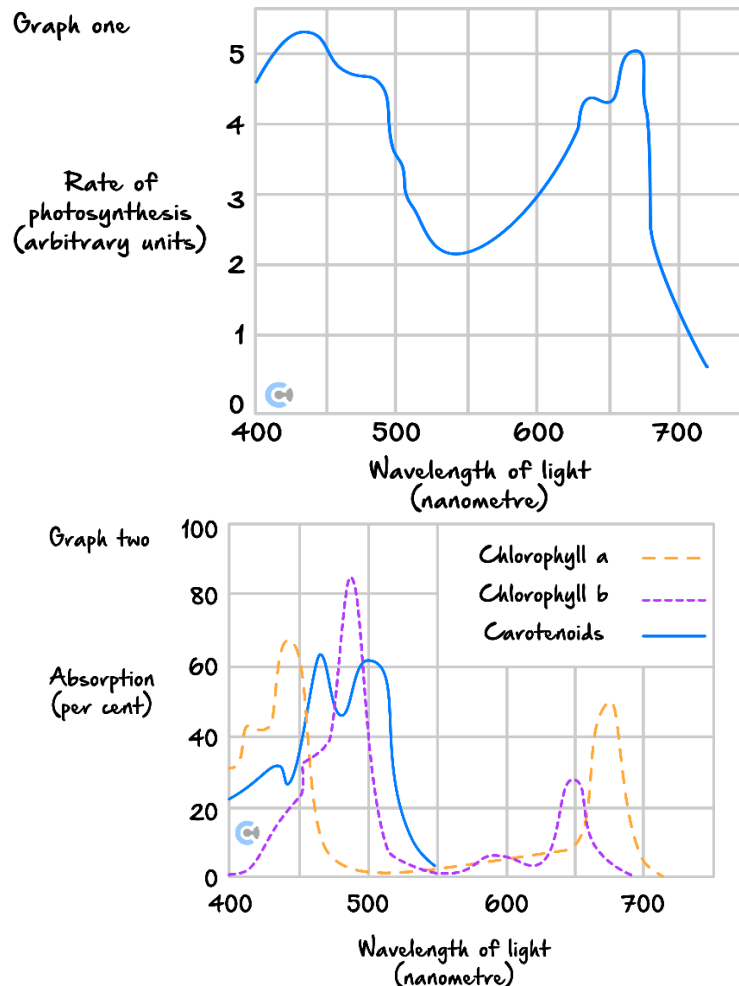 Graph one
5
4
Rate of
photosynthesis
(arbitrary units)
3
2
1
0
400 500 600 700
Wavelength of light
(nanometre)
Graph two
100
Chlorophyll a
Chlorophyll b
80
Carotenoids
Absorption
(per cent)
60
40
20
0
400 500 600 700
Wavelength of light
(nanometre)